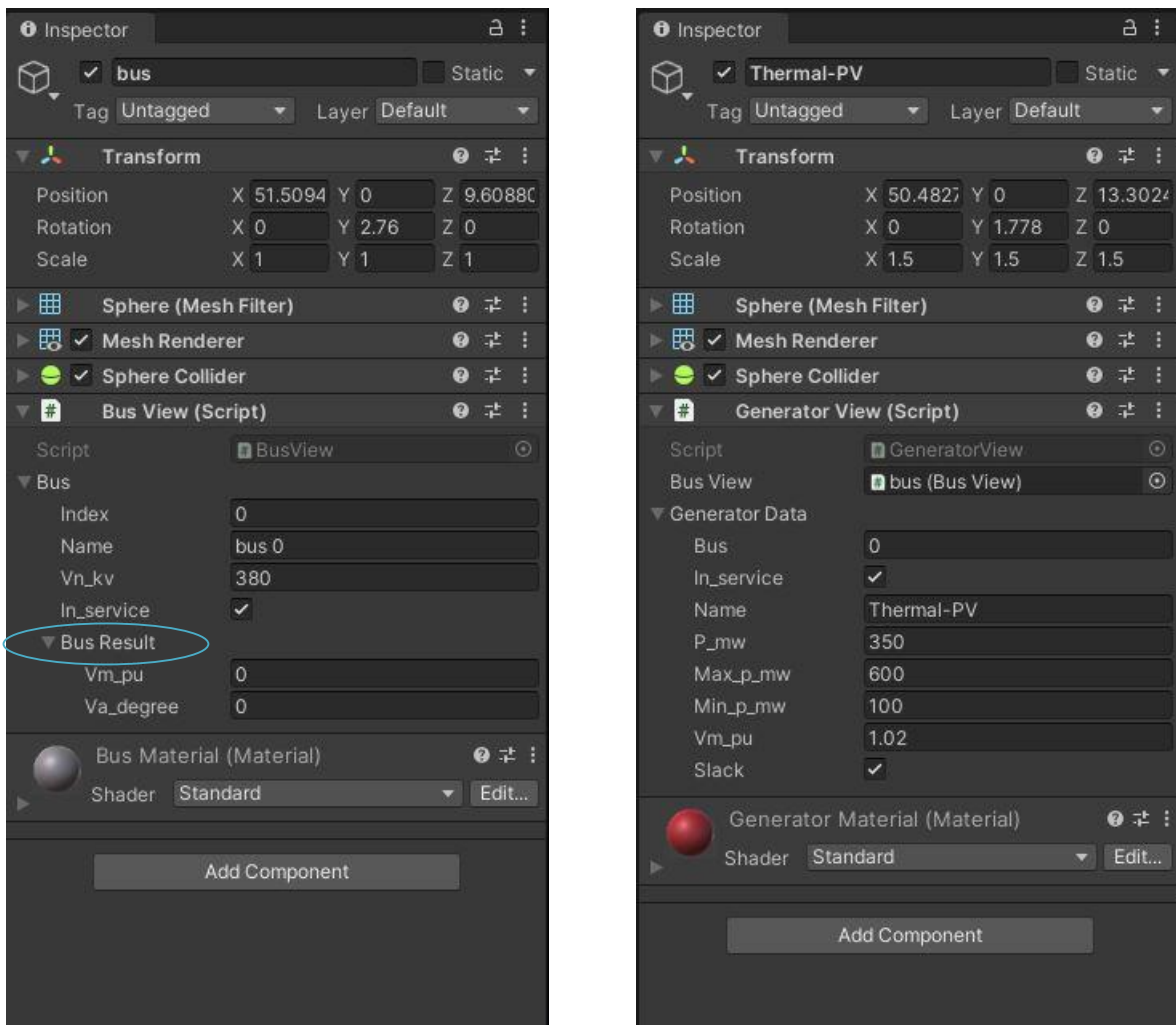 Inspector
bus Static
Tag Untagged Layer Default
Transform
Position X 51.5094 Y 0 Z 9.6088
Rotation X 0 Y 2.76 Z 0
Scale X 1 Y 1 Z 1
Sphere (Mesh Filter)
Mesh Renderer
Sphere Collider
# Bus View (Script)
Script # BusView
Bus
Index 0
Name bus 0
Vn_kv 380
In_service
Bus Result
Vm_pu 0
Va_degree 0
Bus Material (Material)
Shader Standard Edit...
Add Component
Inspector
Thermal-PV Static
Tag Untagged Layer Default
Transform
Position X 50.4827 Y 0 Z 13.3024
Rotation X 0 Y 1.778 Z 0
Scale X 1.5 Y 1.5 Z 1.5
Sphere (Mesh Filter)
Mesh Renderer
Sphere Collider
# Generator View (Script)
Script # GeneratorView
Bus View # bus (Bus View)
Generator Data
Bus 0
In_service
Name Thermal-PV
P_mw 350
Max_p_mw 600
Min_p_mw 100
Vm_pu 1.02
Slack
Generator Material (Material)
Shader Standard Edit...
Add Component